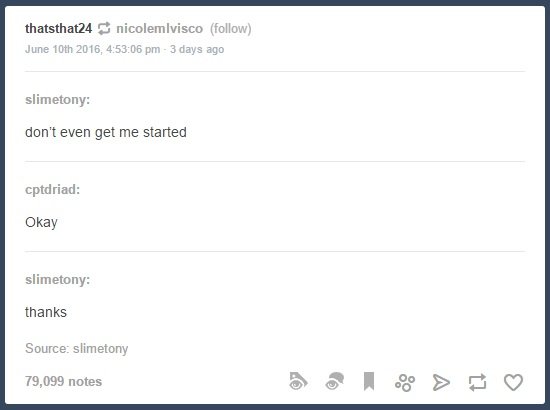 thatsthat24 nicolemlvisco (follow)
June 10th 2016, 4:53:06 pm · 3 days ago
slimetony:
don’t even get me started
cptdriad:
Okay
slimetony:
thanks
Source: slimetony
79,099 notes